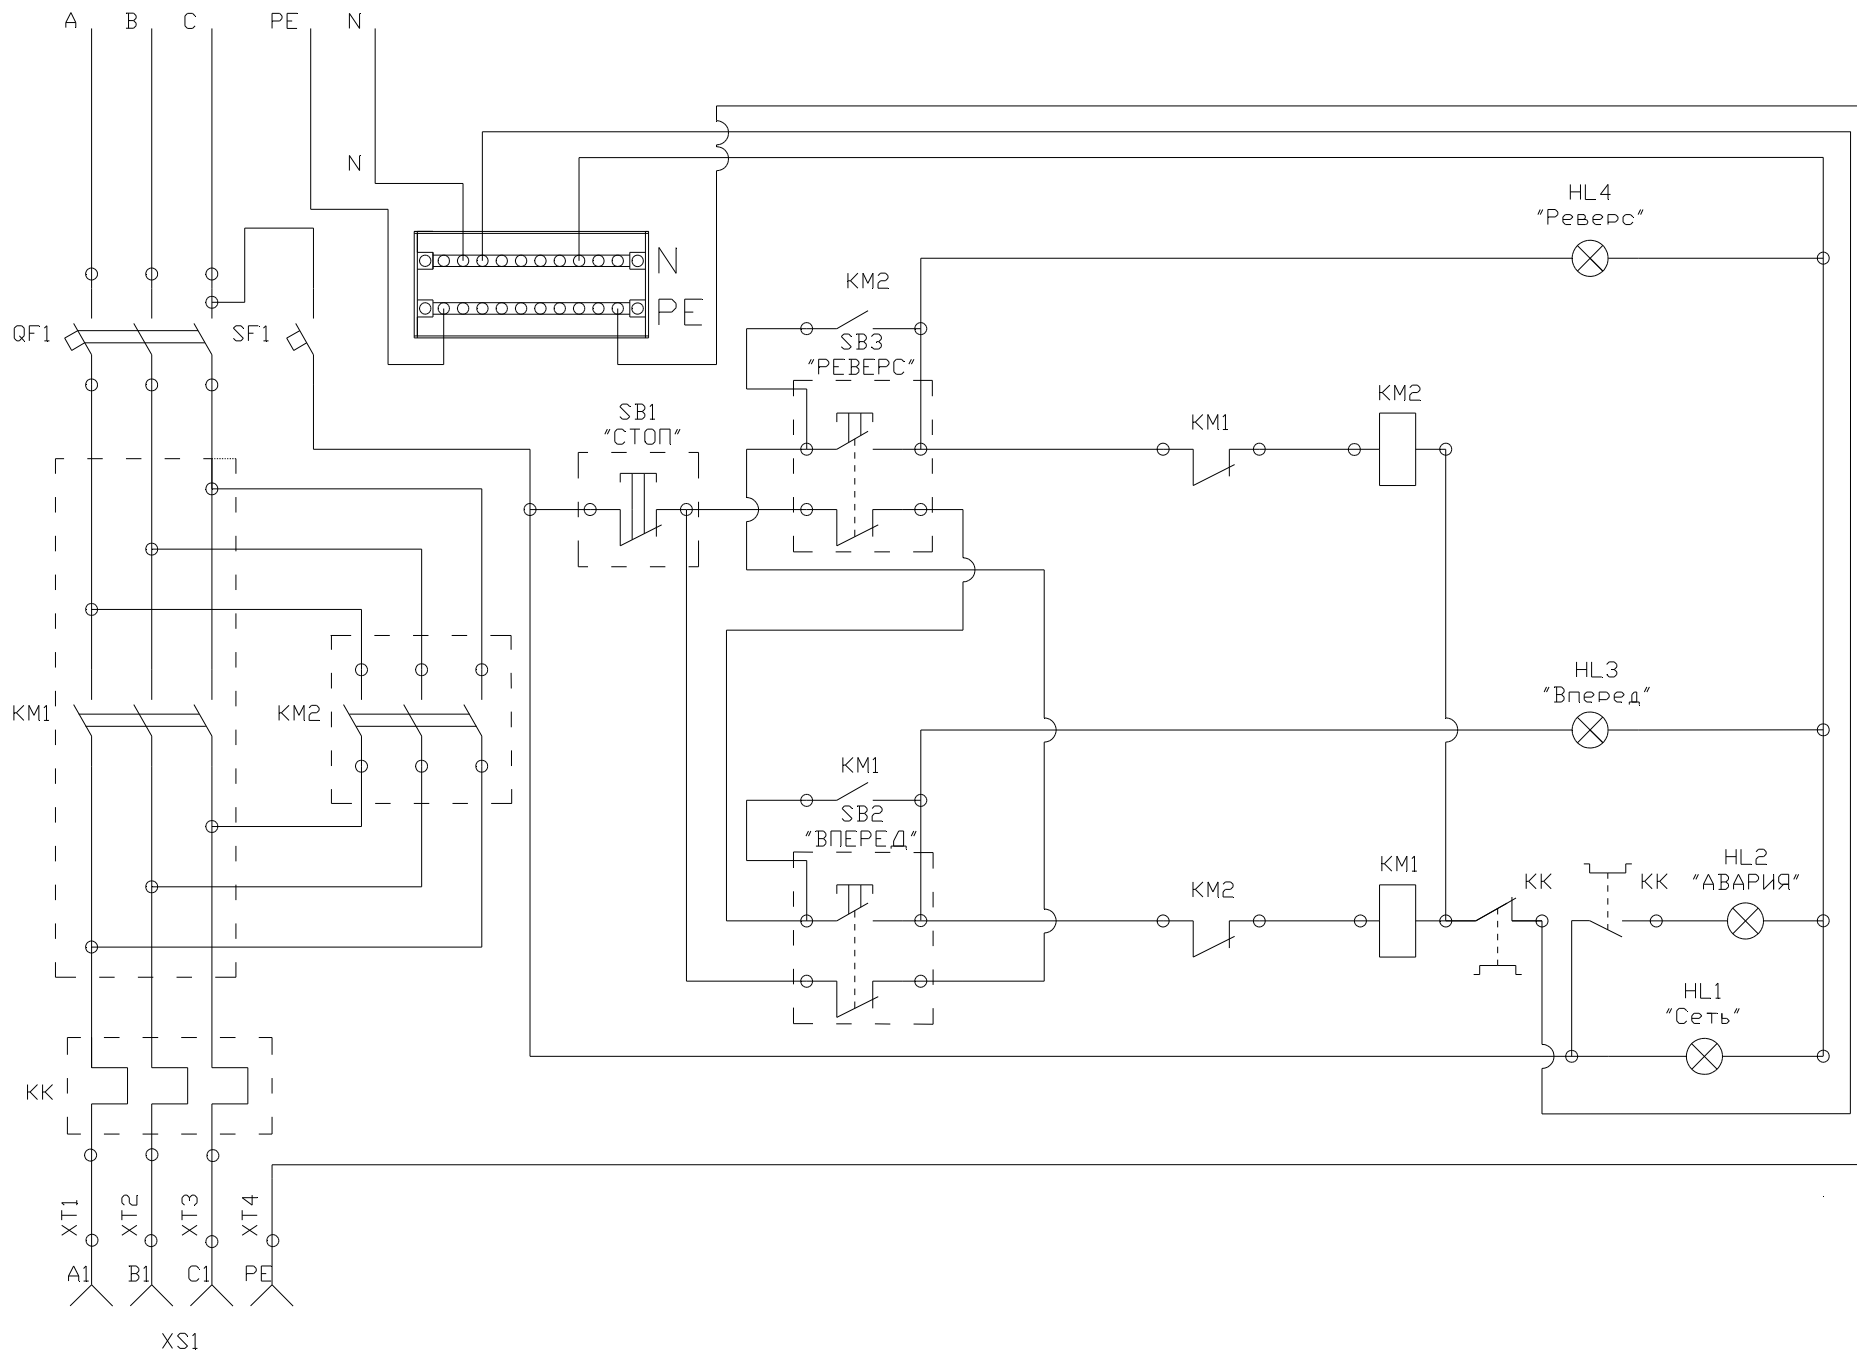 A B C PE N
N
HL4
"Реверс"
N
KM2
PE
QF1 SF1
SB3
"РЕВЕРС"
SB1
"СТОП"
KM1
KM2
HL3
"Вперед"
KM1
KM2
KM1
SB2
"ВПЕРЕД"
KM2
KM1
KK
KK
HL2
"АВАРИЯ"
HL1
"Сеть"
KK
XT1
XT2
XT3
XT4
A1 B1 C1 PE
XS1